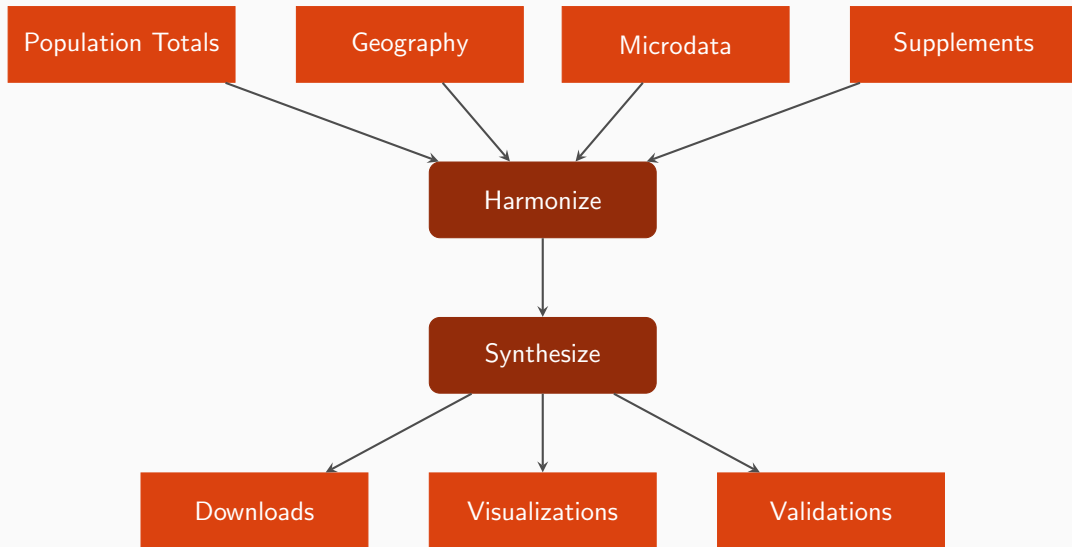 Population Totals
Geography
Microdata
Supplements
Harmonize
Synthesize
Downloads
Visualizations
Validations